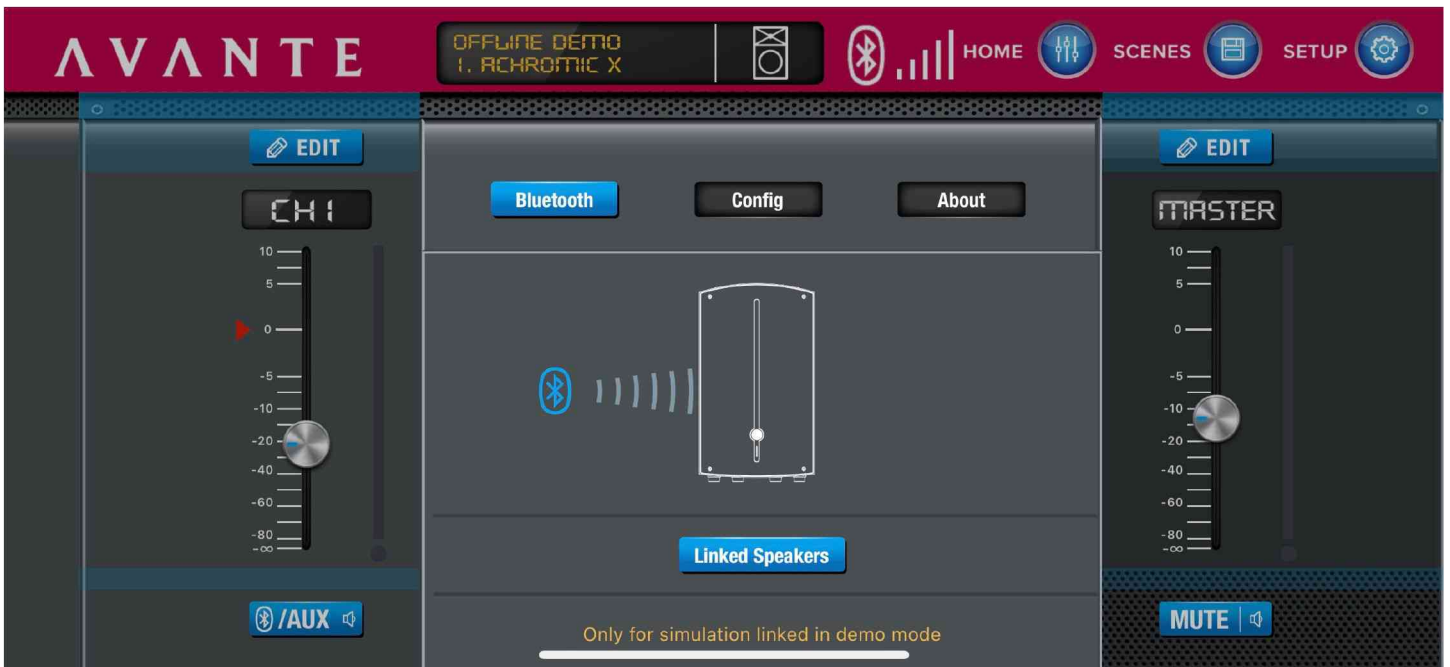 AVANTE
OFFLINE DEMO
1. ACHROMIC X
HOME
SCENES
SETUP
EDIT
CH1
10
5
0
-5
-10
-20
-40
-60
-80
-∞
/AUX
Bluetooth
Config
About
Linked Speakers
Only for simulation linked in demo mode
EDIT
MASTER
10
5
0
-5
-10
-20
-40
-60
-80
-∞
MUTE